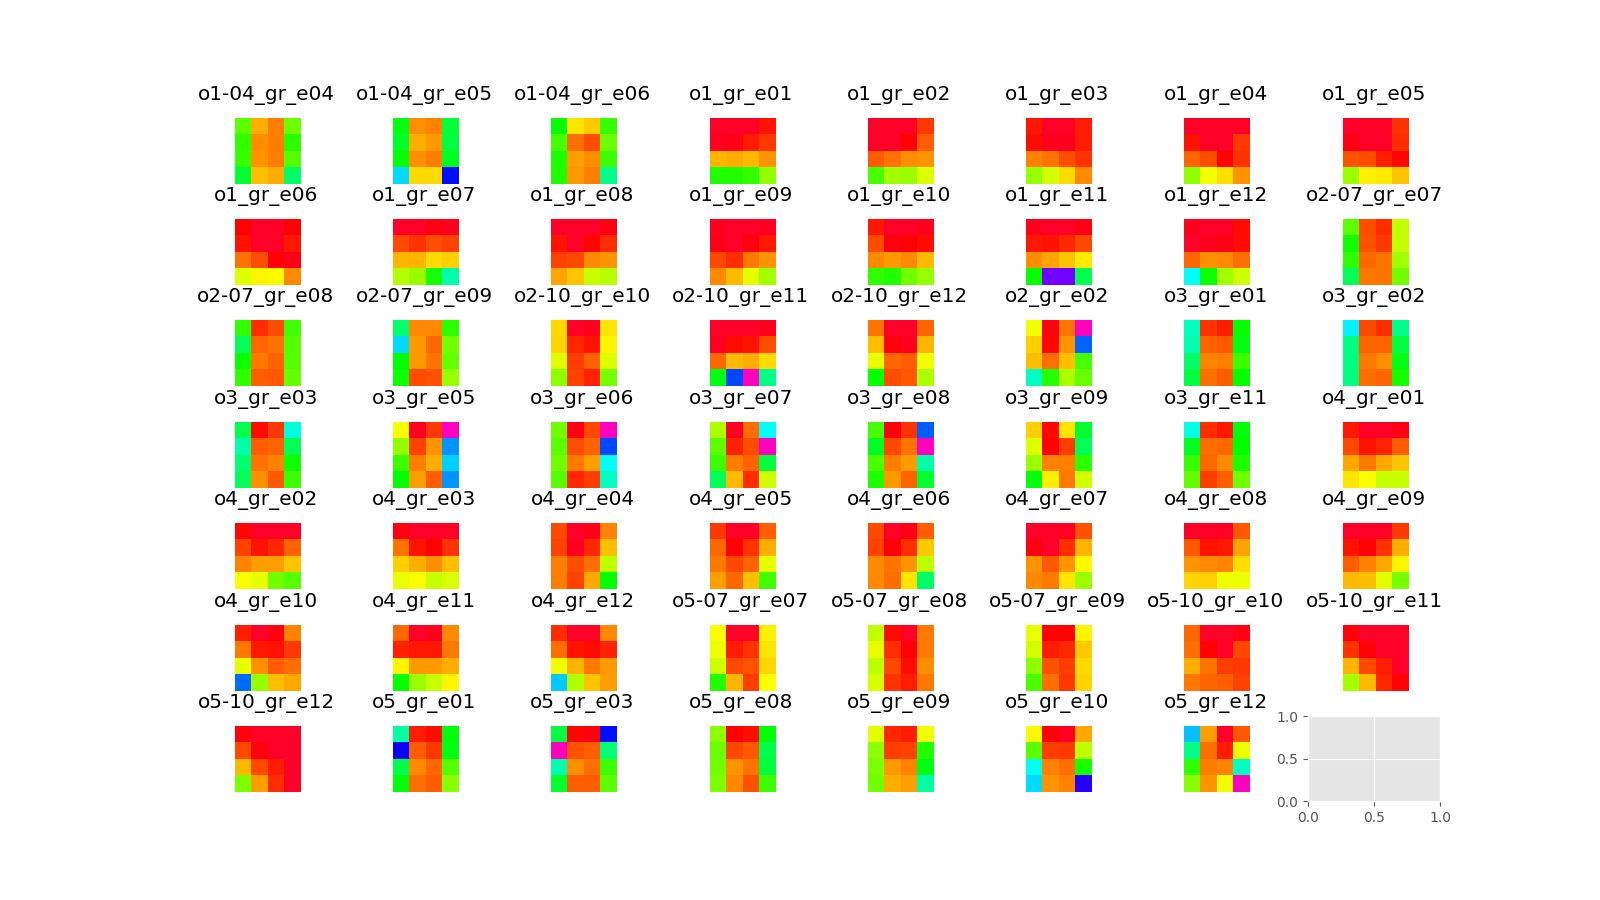 o1-04_gr_e04 o1-04_gr_e05 o1-04_gr_e06 o1_gr_e01 o1_gr_e02 o1_gr_e03 o1_gr_e04 o1_gr_e05
o1_gr_e06 o1_gr_e07 o1_gr_e08 o1_gr_e09 o1_gr_e10 o1_gr_e11 o1_gr_e12 o2-07_gr_e07
o2-07_gr_e08 o2-07_gr_e09 o2-10_gr_e10 o2-10_gr_e11 o2-10_gr_e12 o2_gr_e02 o3_gr_e01 o3_gr_e02
o3_gr_e03 o3_gr_e05 o3_gr_e06 o3_gr_e07 o3_gr_e08 o3_gr_e09 o3_gr_e11 o4_gr_e01
o4_gr_e02 o4_gr_e03 o4_gr_e04 o4_gr_e05 o4_gr_e06 o4_gr_e07 o4_gr_e08 o4_gr_e09
o4_gr_e10 o4_gr_e11 o4_gr_e12 o5-07_gr_e07 o5-07_gr_e08 o5-07_gr_e09 o5-10_gr_e10 o5-10_gr_e11
o5-10_gr_e12 o5_gr_e01 o5_gr_e03 o5_gr_e08 o5_gr_e09 o5_gr_e10 o5_gr_e12
1.0
0.5
0.0
0.0 0.5 1.0